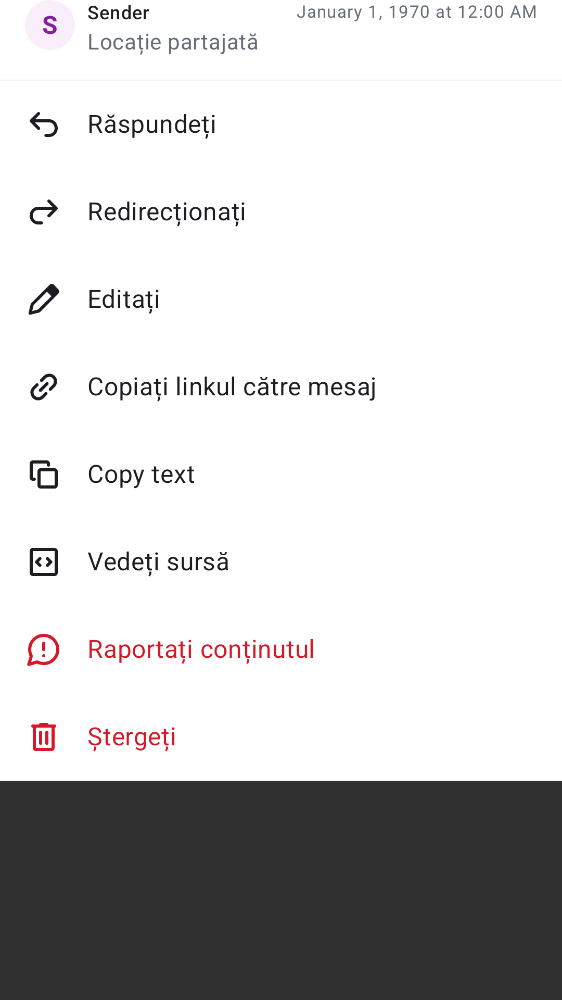 S
Sender
January 1, 1970 at 12:00 AM
Locație partajată
Răspundeți
Redirecționați
Editați
Copiați linkul către mesaj
Copy text
Vedeți sursă
Raportați conținutul
Ștergeți